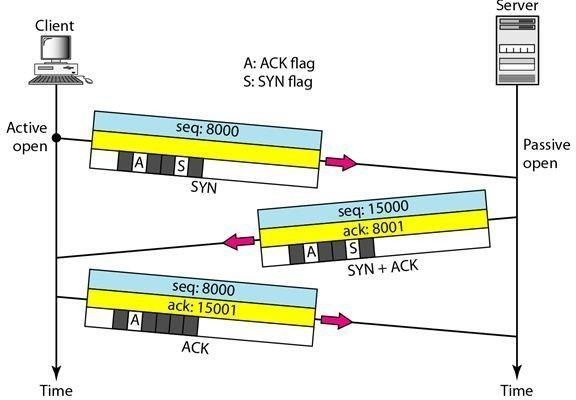 Client
Server
A: ACK flag
S: SYN flag
Active
open
Passive
open
seq: 8000
A S
SYN
seq: 15000
ack: 8001
A S
SYN + ACK
seq: 8000
ack: 15001
A
ACK
Time
Time